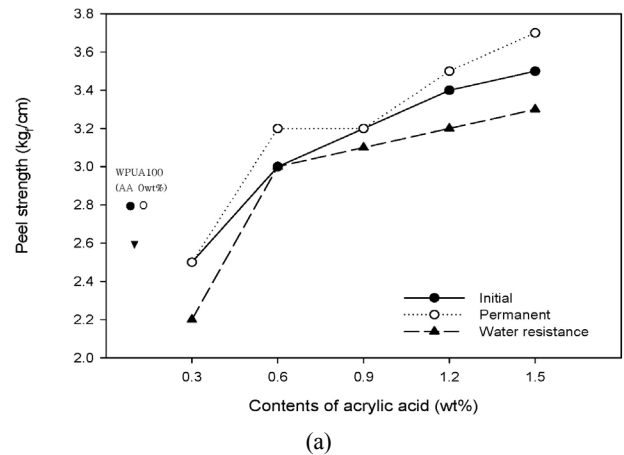 3.8
3.6
3.4
3.2
3.0
2.8
2.6
2.4
2.2
2.0
Peel strength (kgf/cm)
WPUA100
(AA 0wt%)
Initial
Permanent
Water resistance
0.3 0.6 0.9 1.2 1.5
Contents of acrylic acid (wt%)
(a)